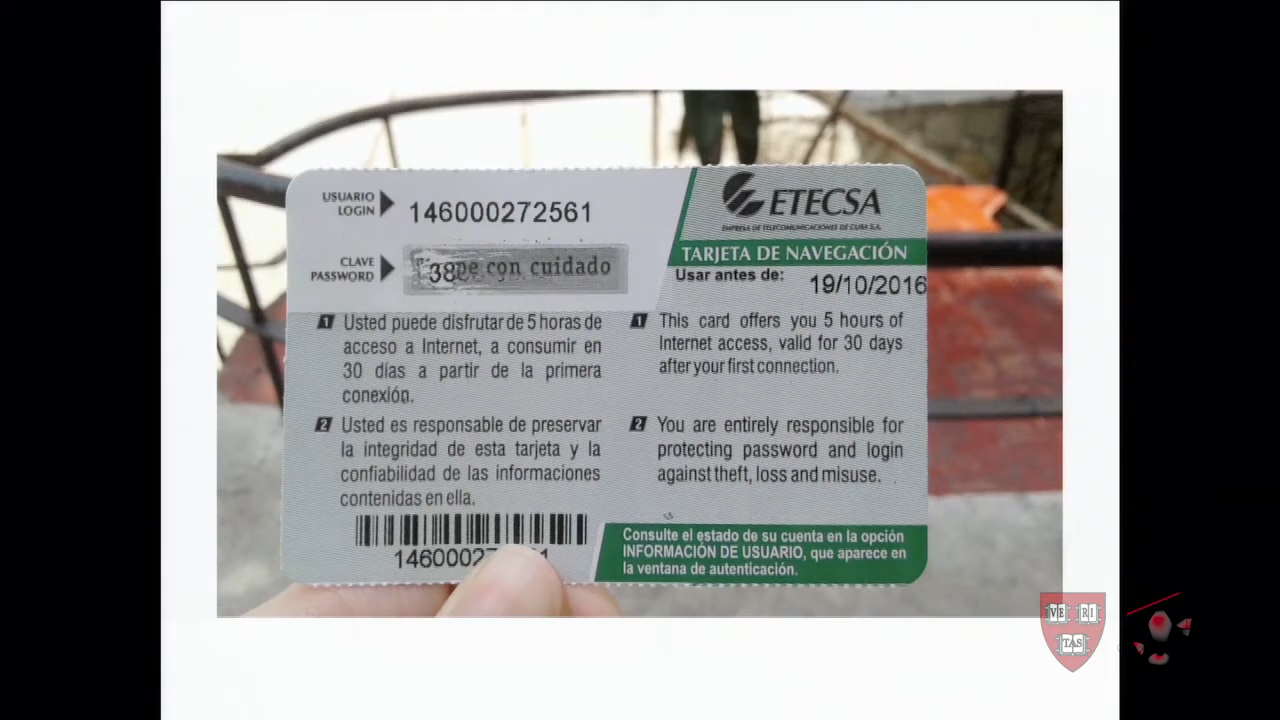 USUARIO
LOGIN
146000272561
ETECSA
EMPRESA DE TELECOMUNICACIONES DE CUBA S.A.
CLAVE
PASSWORD
38 pe con cuidado
TARJETA DE NAVEGACIÓN
Usar antes de:
19/10/2016
1 Usted puede disfrutar de 5 horas de
acceso a Internet, a consumir en
30 días a partir de la primera
conexión.
2 Usted es responsable de preservar
la integridad de esta tarjeta y la
confiabilidad de las informaciones
contenidas en ella.
1 This card offers you 5 hours of
Internet access, valid for 30 days
after your first connection.
2 You are entirely responsible for
protecting password and login
against theft, loss and misuse.
Consulte el estado de su cuenta en la opción
INFORMACIÓN DE USUARIO, que aparece en
la ventana de autenticación.
VE RI
TAS